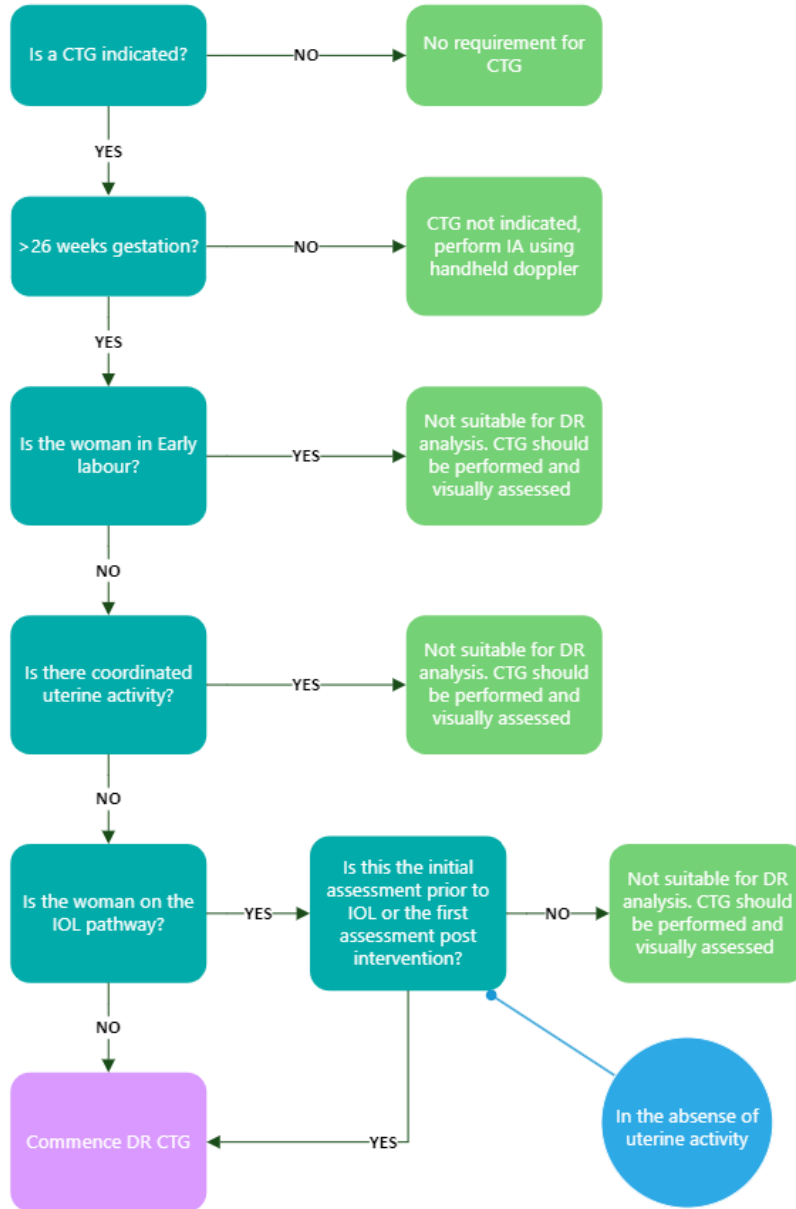 Is a CTG indicated?
NO
No requirement for
CTG
YES
>26 weeks gestation?
NO
CTG not indicated,
perform IA using
handheld doppler
YES
Is the woman in Early
labour?
YES
Not suitable for DR
analysis. CTG should
be performed and
visually assessed
NO
Is there coordinated
uterine activity?
YES
Not suitable for DR
analysis. CTG should
be performed and
visually assessed
NO
Is the woman on the
IOL pathway?
YES
Is this the initial
assessment prior to
IOL or the first
assessment post
intervention?
NO
Not suitable for DR
analysis. CTG should
be performed and
visually assessed
NO
Commence DR CTG
YES
In the absense of
uterine activity